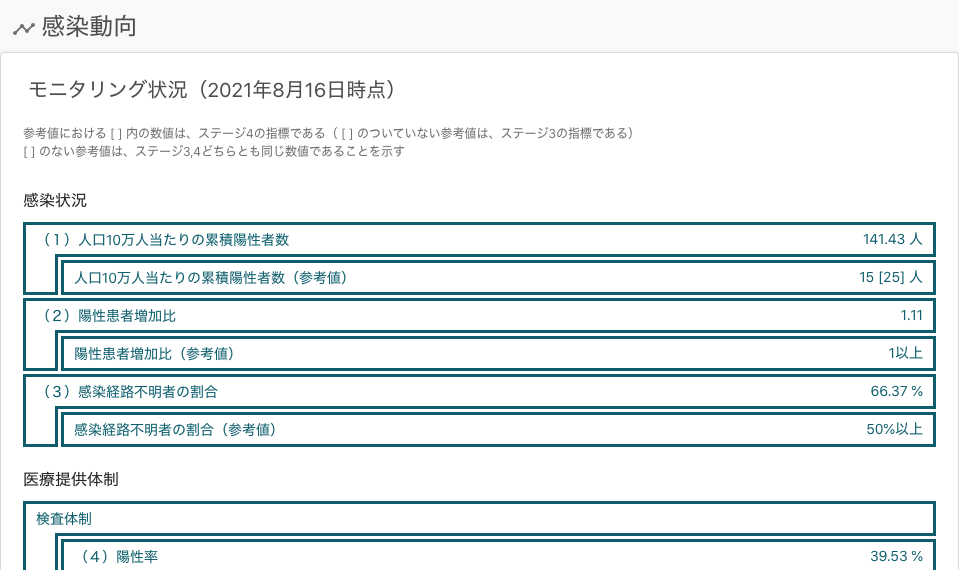 感染動向
モニタリング状況（2021年8月16日時点）
参考値における [ ] 内の数値は、ステージ4の指標である（ [ ] のついていない参考値は、ステージ3の指標である）
[ ] のない参考値は、ステージ3,4どちらとも同じ数値であることを示す
感染状況
（１）人口10万人当たりの累積陽性者数 141.43 人
人口10万人当たりの累積陽性者数（参考値） 15 [25] 人
（２）陽性患者増加比 1.11
陽性患者増加比（参考値） 1以上
（３）感染経路不明者の割合 66.37 %
感染経路不明者の割合（参考値） 50%以上
医療提供体制
検査体制
（４）陽性率 39.53 %